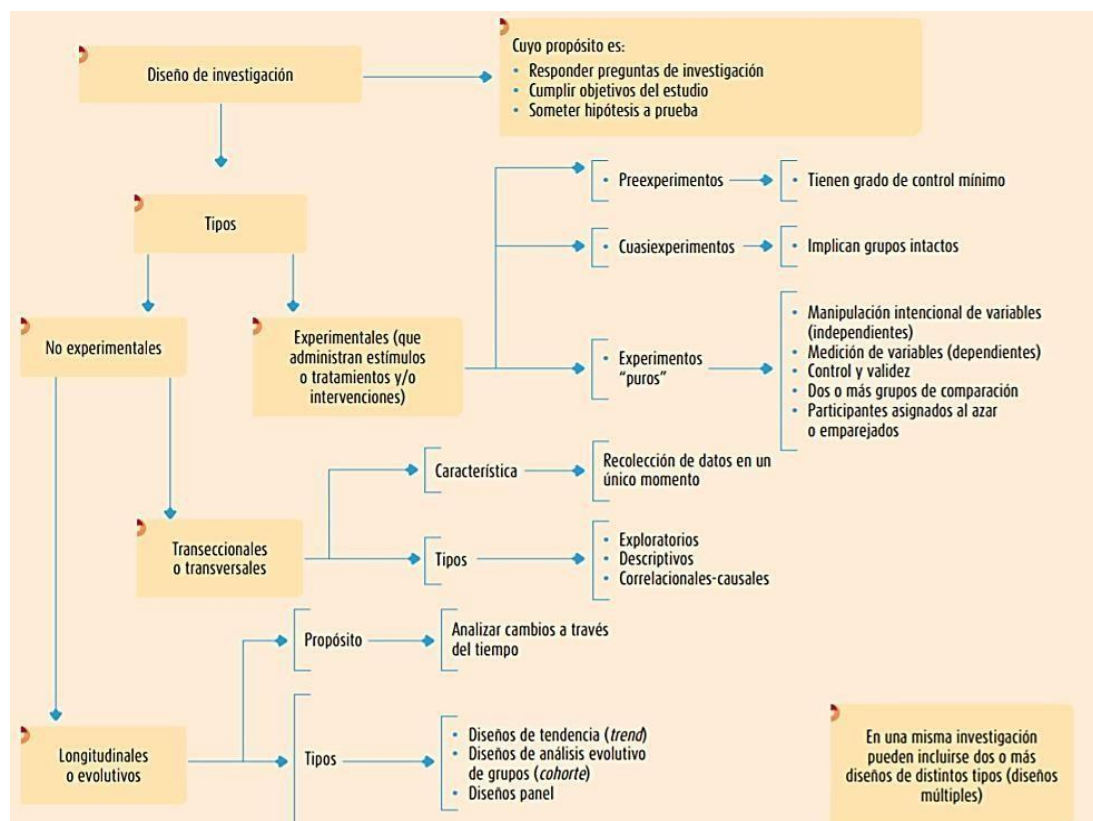 Diseño de investigación
Cuyo propósito es:
• Responder preguntas de investigación
• Cumplir objetivos del estudio
• Someter hipótesis a prueba
Tipos
• Preexperimentos
• Tienen grado de control mínimo
• Cuasiexperimentos
• Implican grupos intactos
No experimentales
Experimentales (que
administran estímulos
o tratamientos y/o
intervenciones)
• Experimentos
“puros”
• Manipulación intencional de variables
(independientes)
• Medición de variables (dependientes)
• Control y validez
• Dos o más grupos de comparación
• Participantes asignados al azar
o emparejados
Transeccionales
o transversales
Característica
Recolección de datos en un
único momento
Tipos
• Exploratorios
• Descriptivos
• Correlacionales-causales
Longitudinales
o evolutivos
Propósito
Analizar cambios a través
del tiempo
Tipos
• Diseños de tendencia (trend)
• Diseños de análisis evolutivo
de grupos (cohorte)
• Diseños panel
En una misma investigación
pueden incluirse dos o más
diseños de distintos tipos (diseños
múltiples)